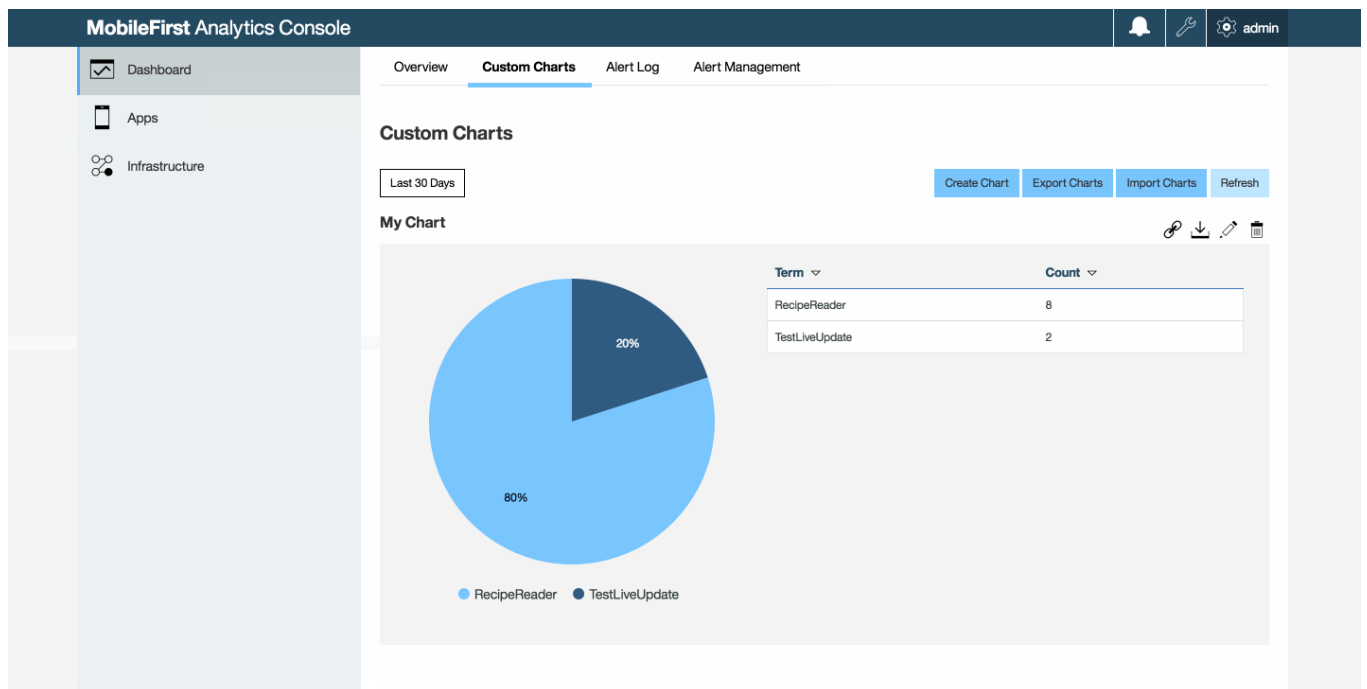 MobileFirst Analytics Console
admin
Dashboard
Apps
Infrastructure
Overview Custom Charts Alert Log Alert Management
Custom Charts
Last 30 Days
Create Chart Export Charts Import Charts Refresh
My Chart
Term Count
RecipeReader 8
TestLiveUpdate 2
20%
80%
RecipeReader TestLiveUpdate